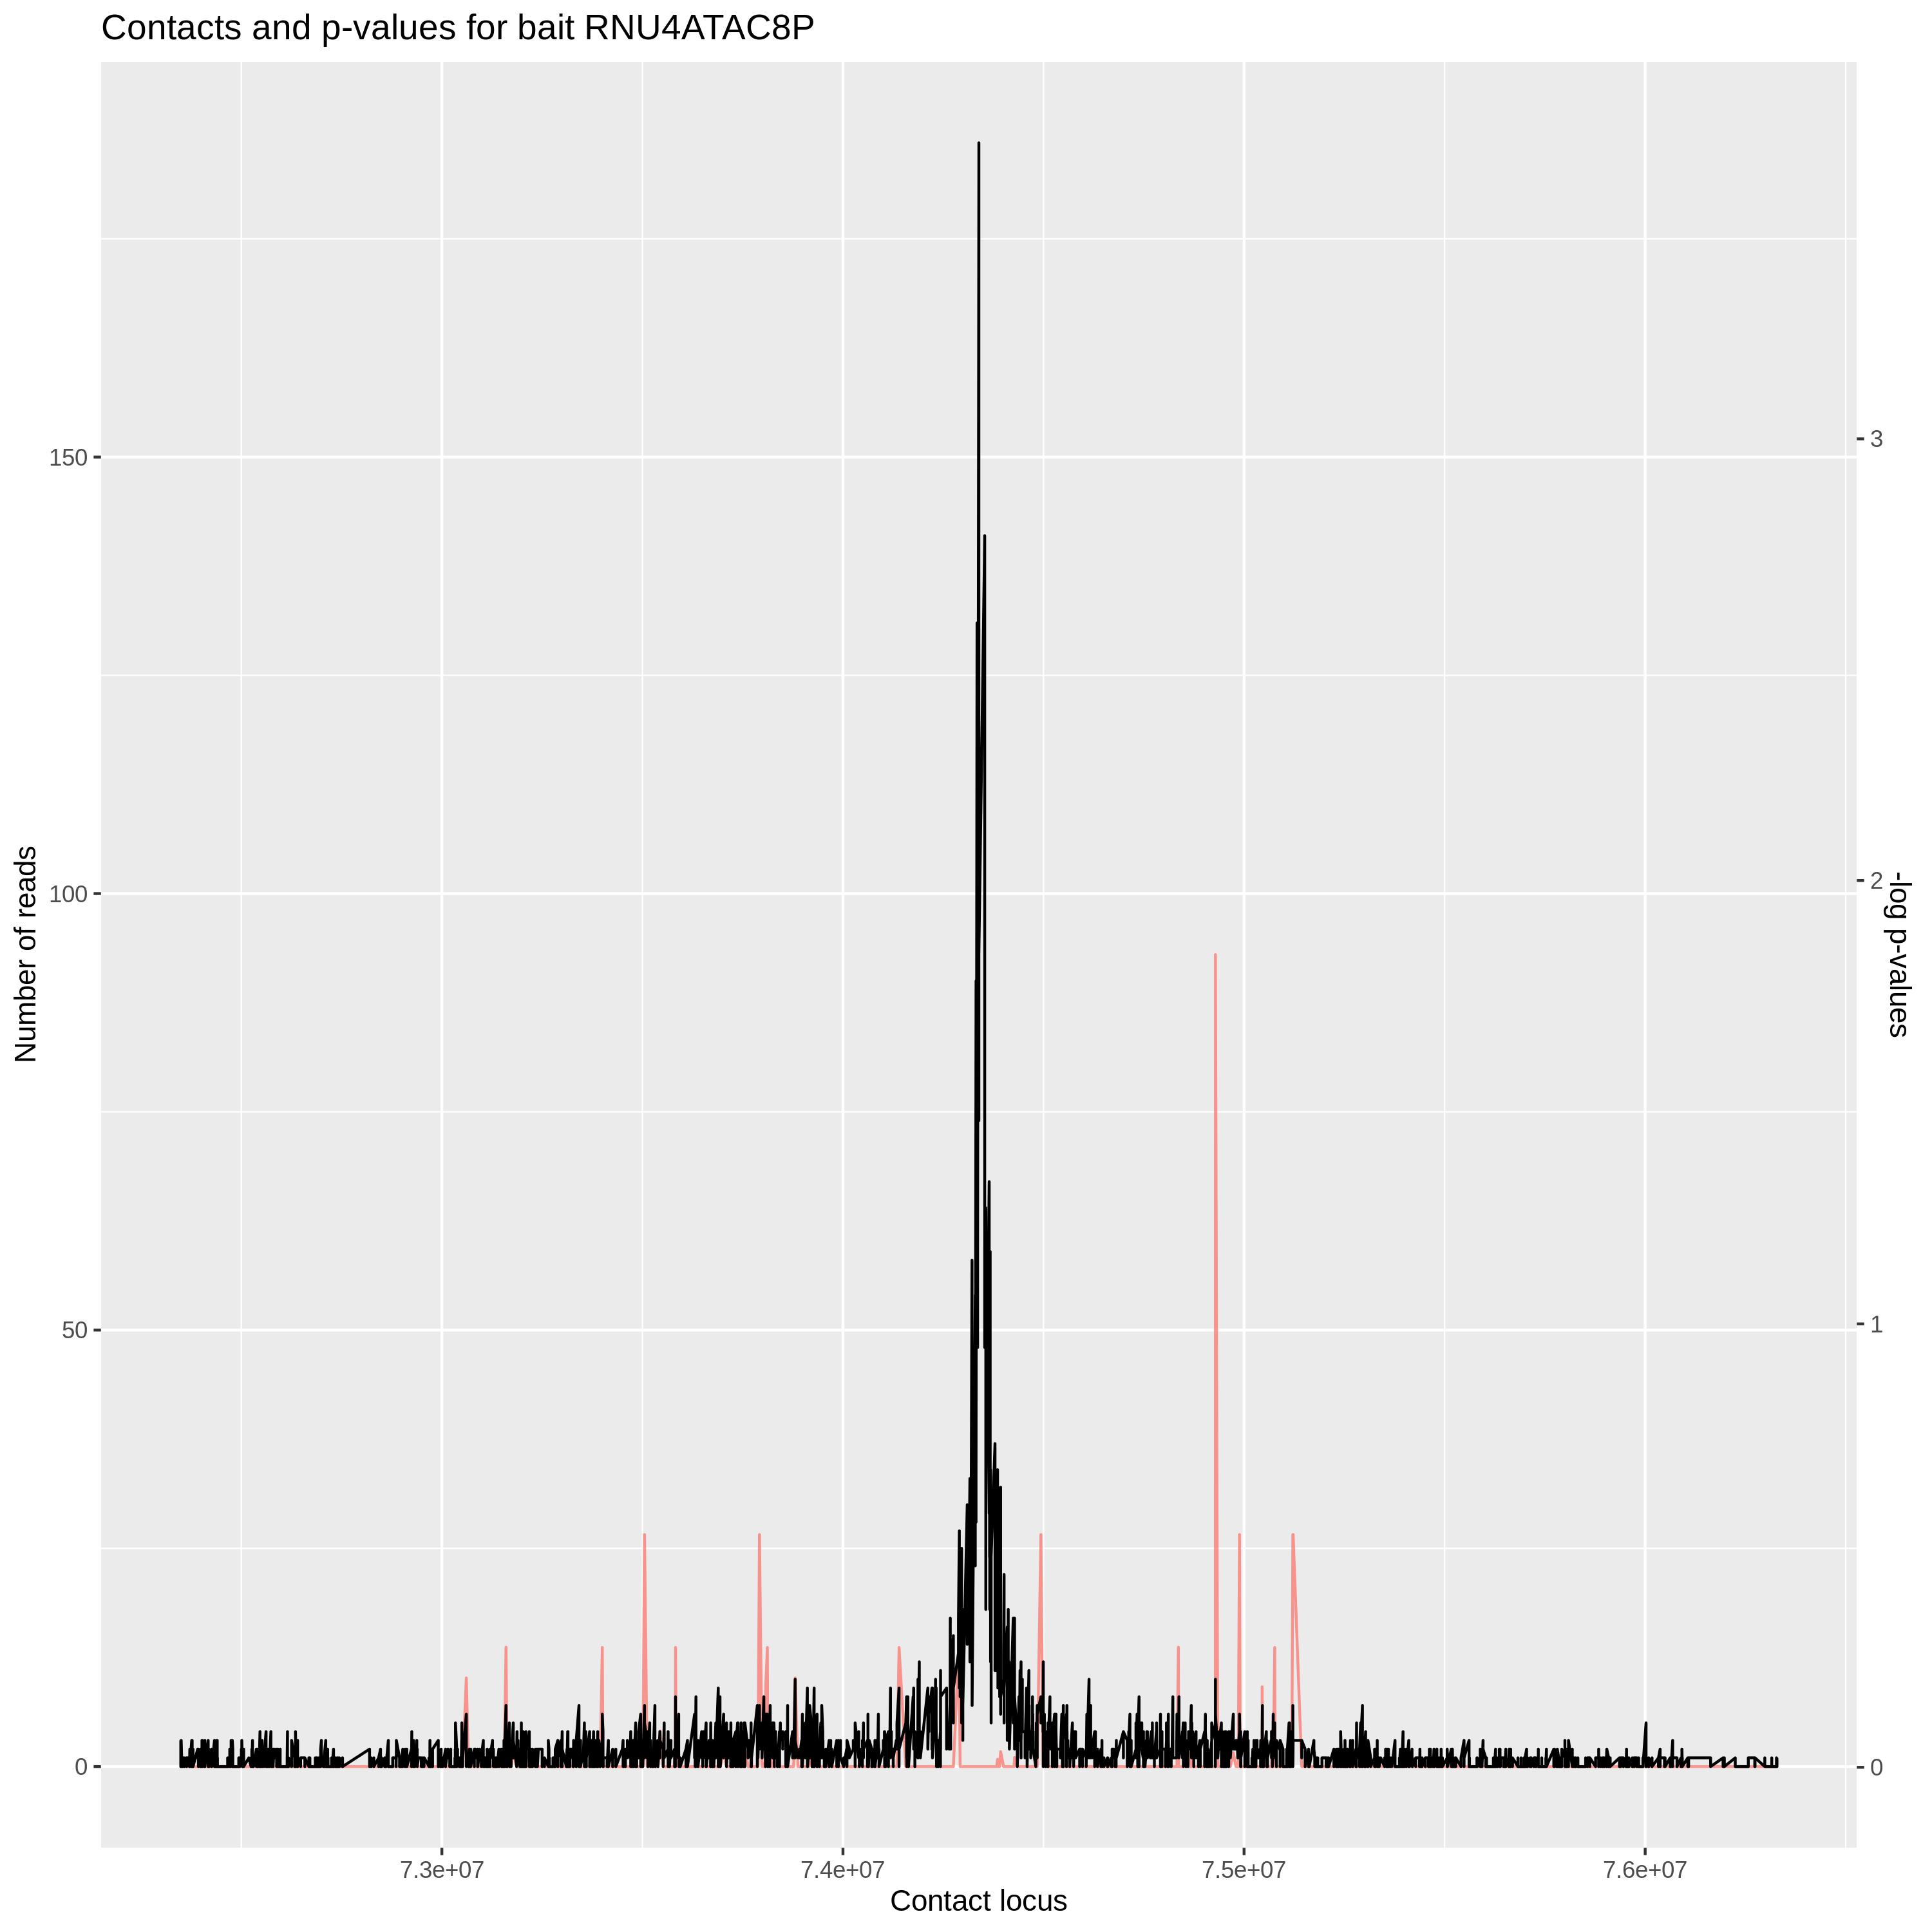 Contacts and p-values for bait RNU4ATAC8P
Number of reads
150
100
50
0
3
2
1
0
-log p-values
7.3e+07
7.4e+07
7.5e+07
7.6e+07
Contact locus